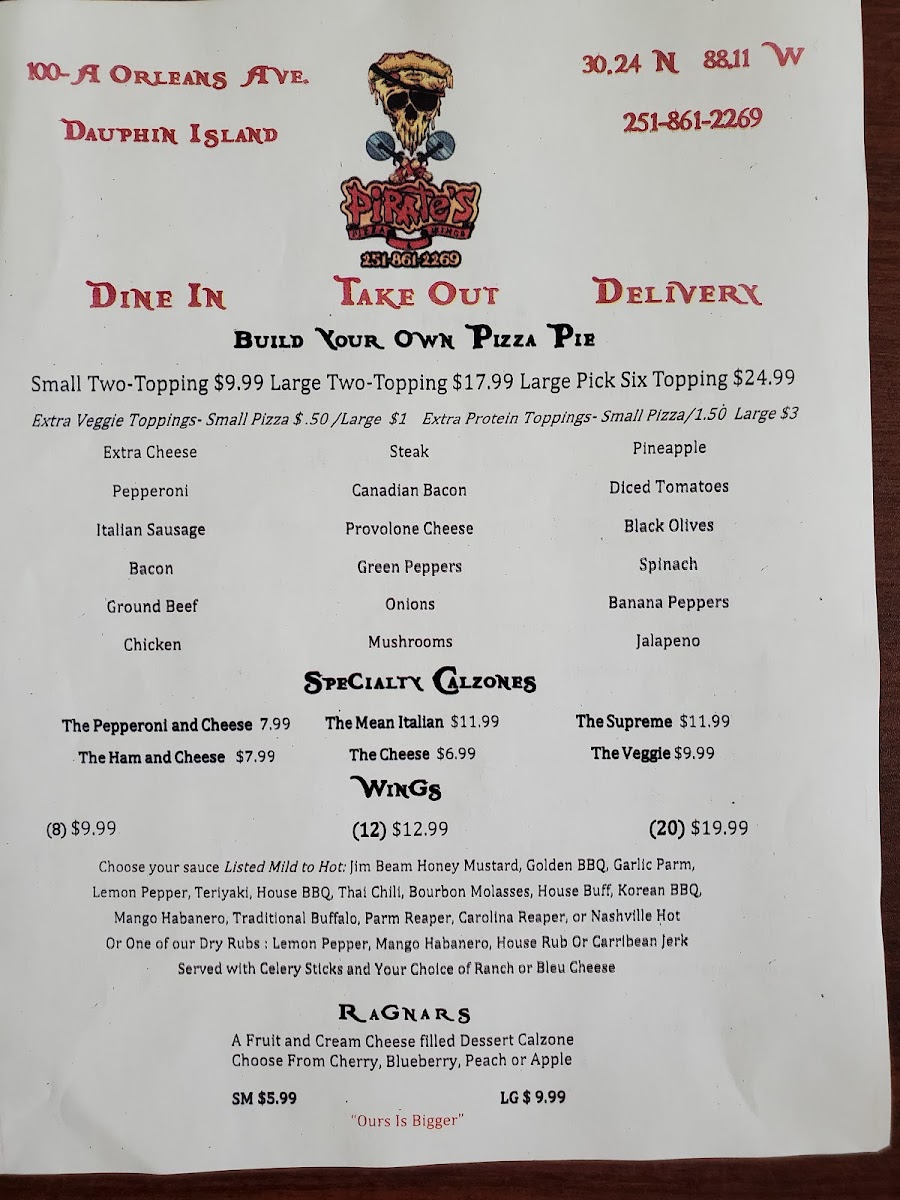 100-A Orleans Ave.
Dauphin Island
30.24 N 88.11 W
251-861-2269
PIRATE'S
PIZZA & WINGS
251-861-2269
Dine In Take Out Delivery
Build Your Own Pizza Pie
Small Two-Topping $9.99 Large Two-Topping $17.99 Large Pick Six Topping $24.99
Extra Veggie Toppings- Small Pizza $.50/Large $1 Extra Protein Toppings- Small Pizza/1.50 Large $3
Extra Cheese Steak Pineapple
Pepperoni Canadian Bacon Diced Tomatoes
Italian Sausage Provolone Cheese Black Olives
Bacon Green Peppers Spinach
Ground Beef Onions Banana Peppers
Chicken Mushrooms Jalapeno
Specialty Calzones
The Pepperoni and Cheese 7.99 The Mean Italian $11.99 The Supreme $11.99
The Ham and Cheese $7.99 The Cheese $6.99 The Veggie $9.99
Wings
(8) $9.99 (12) $12.99 (20) $19.99
Choose your sauce Listed Mild to Hot: Jim Beam Honey Mustard, Golden BBQ, Garlic Parm,
Lemon Pepper, Teriyaki, House BBQ, Thai Chili, Bourbon Molasses, House Buff, Korean BBQ,
Mango Habanero, Traditional Buffalo, Parm Reaper, Carolina Reaper, or Nashville Hot
Or One of our Dry Rubs : Lemon Pepper, Mango Habanero, House Rub Or Carribean Jerk
Served with Celery Sticks and Your Choice of Ranch or Bleu Cheese
Ragnars
A Fruit and Cream Cheese filled Dessert Calzone
Choose From Cherry, Blueberry, Peach or Apple
SM $5.99 LG $ 9.99
"Ours Is Bigger"